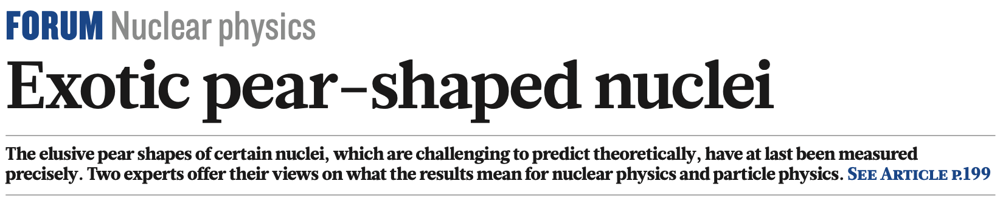 FORUM Nuclear physics
Exotic pear-shaped nuclei
The elusive pear shapes of certain nuclei, which are challenging to predict theoretically, have at last been measured
precisely. Two experts offer their views on what the results mean for nuclear physics and particle physics. SEE ARTICLE P.199